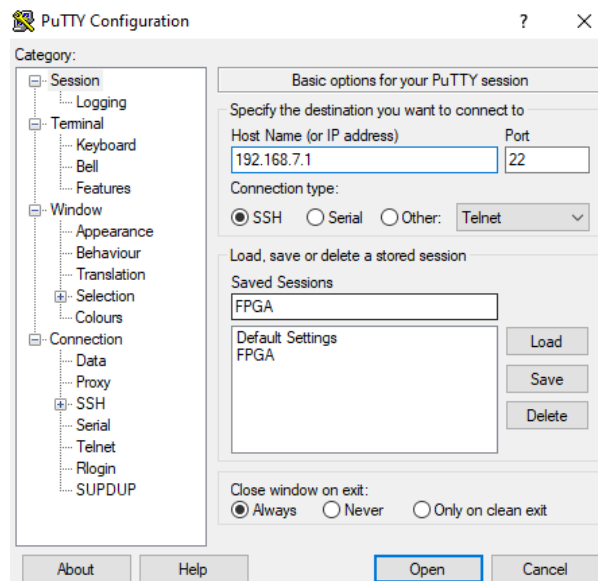 PuTTY Configuration ? ×
Category:
Session
Logging
Terminal
Keyboard
Bell
Features
Window
Appearance
Behaviour
Translation
Selection
Colours
Connection
Data
Proxy
SSH
Serial
Telnet
Rlogin
SUPDUP
Basic options for your PuTTY session
Specify the destination you want to connect to
Host Name (or IP address) Port
192.168.7.1 22
Connection type:
SSH Serial Other: Telnet
Load, save or delete a stored session
Saved Sessions
FPGA
Default Settings
FPGA
Load
Save
Delete
Close window on exit:
Always Never Only on clean exit
About Help Open Cancel